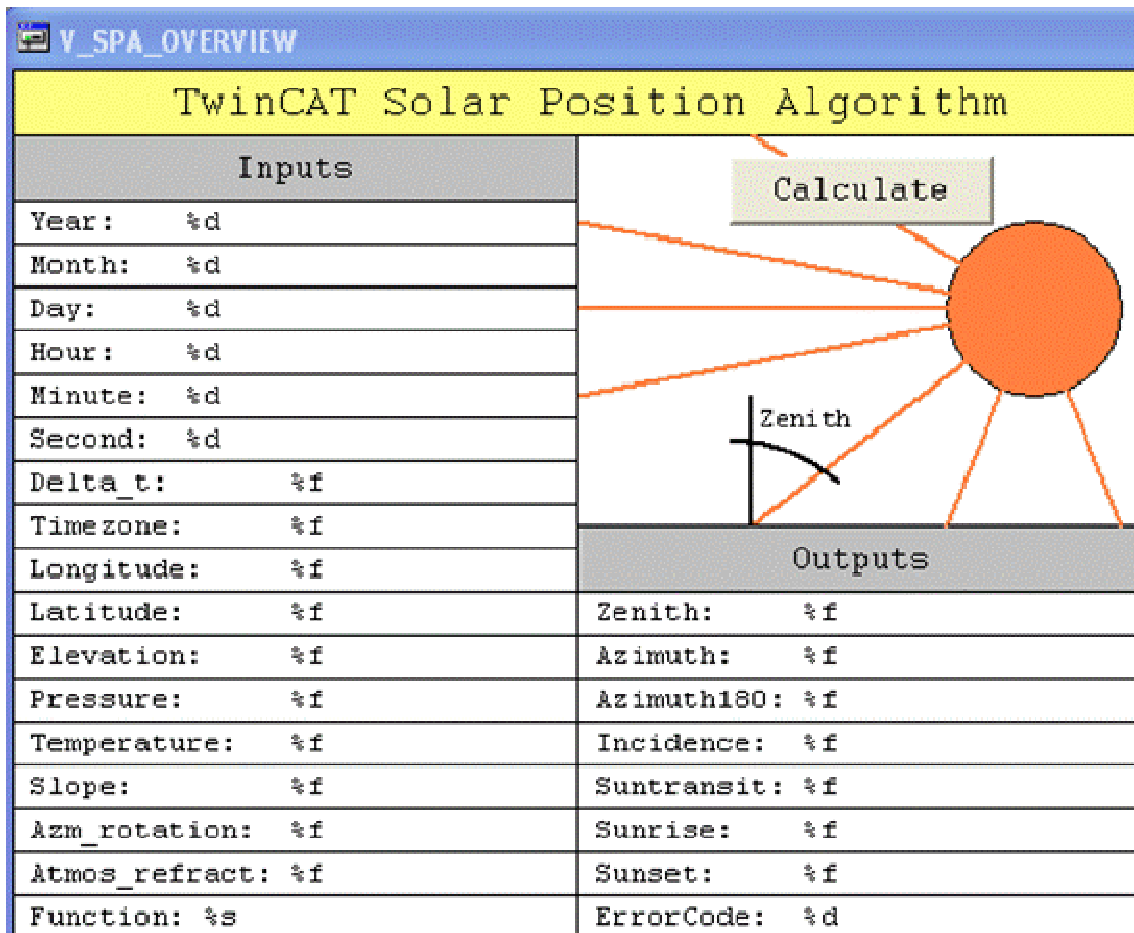 V_SPA_OVERVIEW
TwinCAT Solar Position Algorithm
Inputs
Year: %d
Month: %d
Day: %d
Hour: %d
Minute: %d
Second: %d
Delta_t: %f
Timezone: %f
Longitude: %f
Latitude: %f
Elevation: %f
Pressure: %f
Temperature: %f
Slope: %f
Azm_rotation: %f
Atmos_refract: %f
Function: %s
Calculate
Zenith
Outputs
Zenith: %f
Azimuth: %f
Azimuth180: %f
Incidence: %f
Suntransit: %f
Sunrise: %f
Sunset: %f
ErrorCode: %d